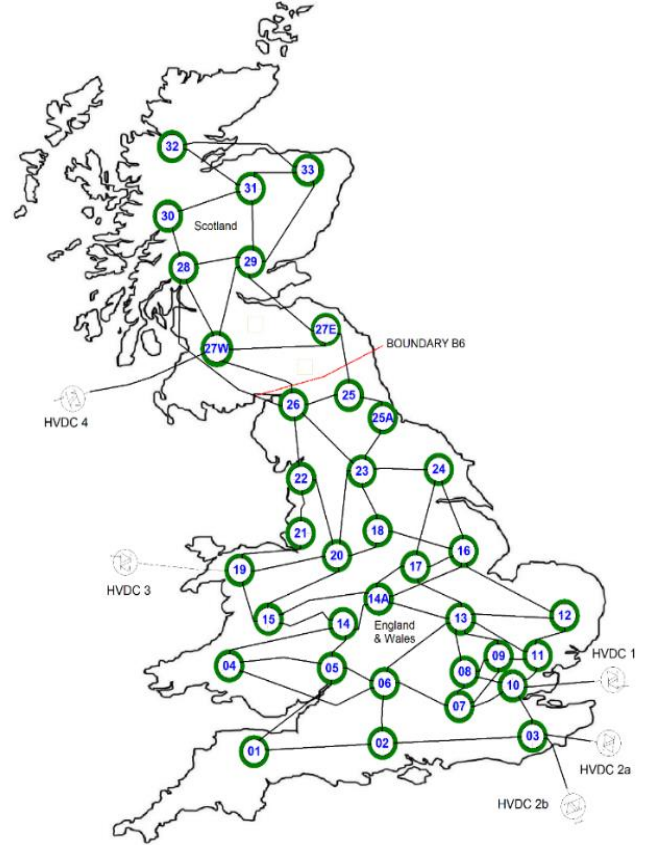 32
33
31
30
Scotland
29
28
27E
27W
BOUNDARY B6
HVDC 4
25
26
25A
22
23
24
21
18
16
20
17
19
HVDC 3
14A
15
14
England
& Wales
13
12
04
05
06
08
09
11
10
HVDC 1
07
01
02
03
HVDC 2a
HVDC 2b